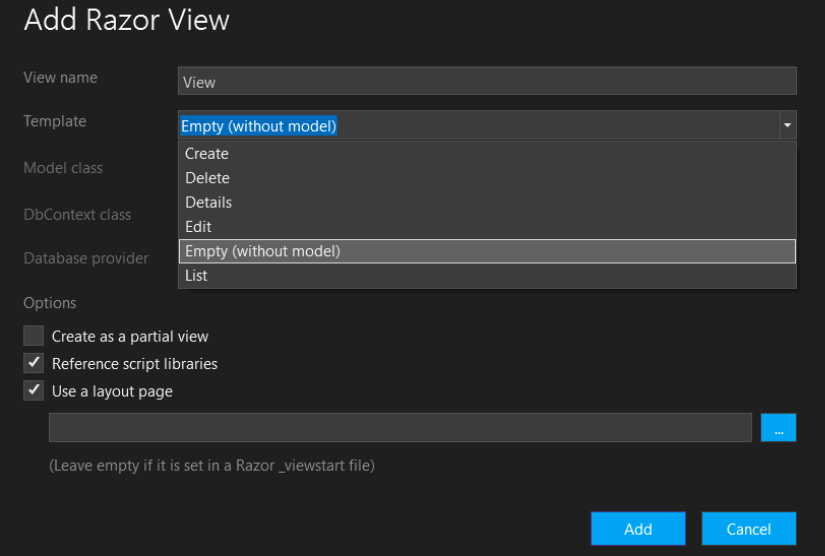 Add Razor View
View name
View
Template
Empty (without model)
Create
Delete
Details
Edit
Empty (without model)
List
Model class
DbContext class
Database provider
Options
Create as a partial view
Reference script libraries
Use a layout page
...
(Leave empty if it is set in a Razor _viewstart file)
Add
Cancel